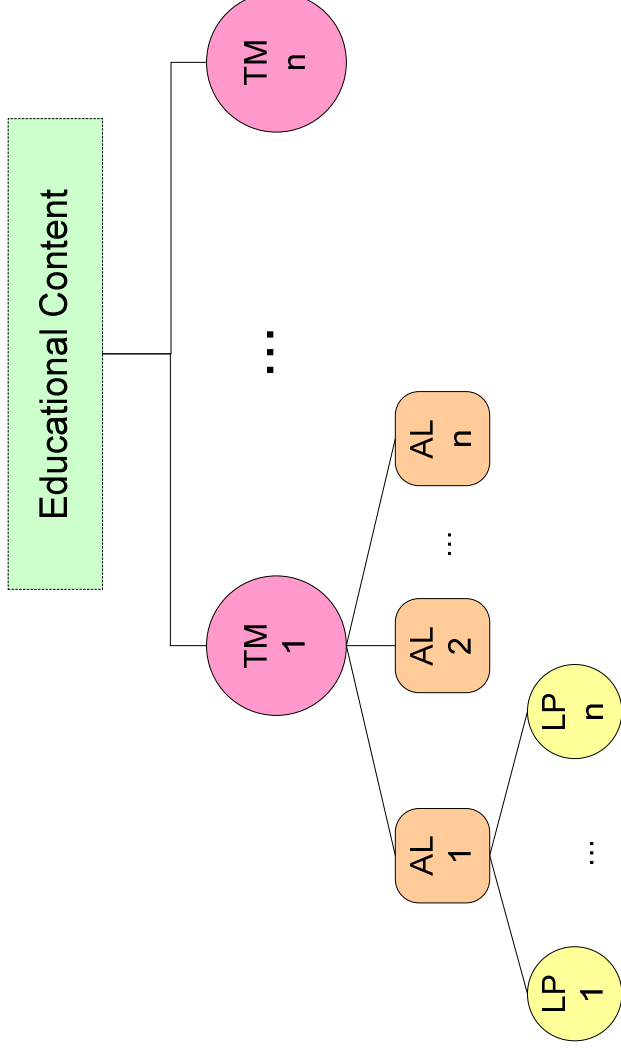 Educational Content
TM
1
...
TM
n
AL
1
AL
2
...
AL
n
LP
1
...
LP
n